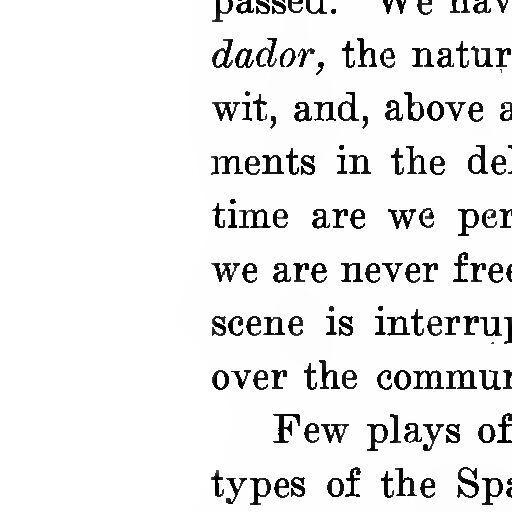 passed. We hav
dador, the natur
wit, and, above a
ments in the del
time are we per
we are never free
scene is interrup
over the commun
Few plays of
types of the Spa